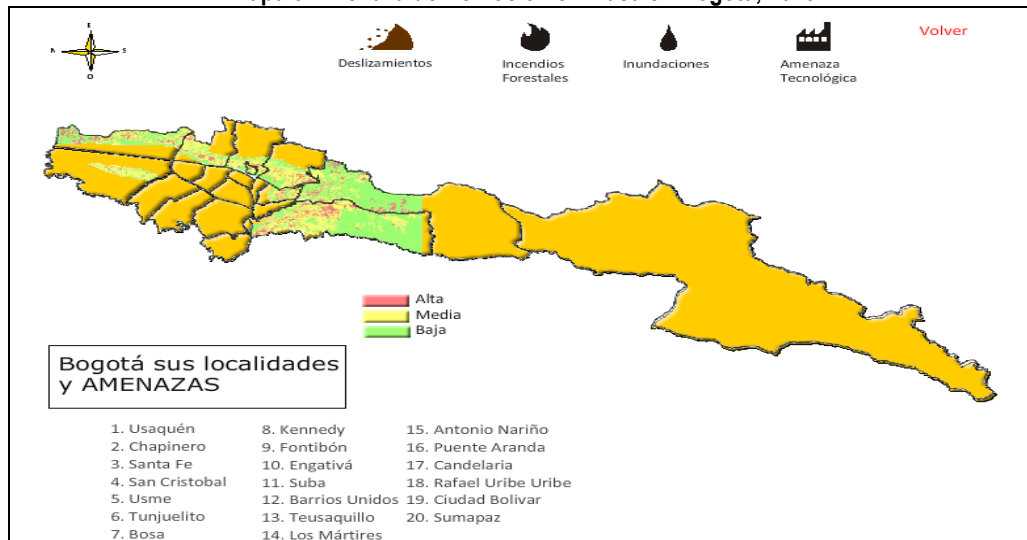 Volver
N
E
S
O
Deslizamientos
Incendios
Forestales
Inundaciones
Amenaza
Tecnológica
Alta
Media
Baja
Bogotá sus localidades
y AMENAZAS
1. Usaquén
2. Chapinero
3. Santa Fe
4. San Cristobal
5. Usme
6. Tunjuelito
7. Bosa
8. Kennedy
9. Fontibón
10. Engativá
11. Suba
12. Barrios Unidos
13. Teusaquillo
14. Los Mártires
15. Antonio Nariño
16. Puente Aranda
17. Candelaria
18. Rafael Uribe Uribe
19. Ciudad Bolivar
20. Sumapaz